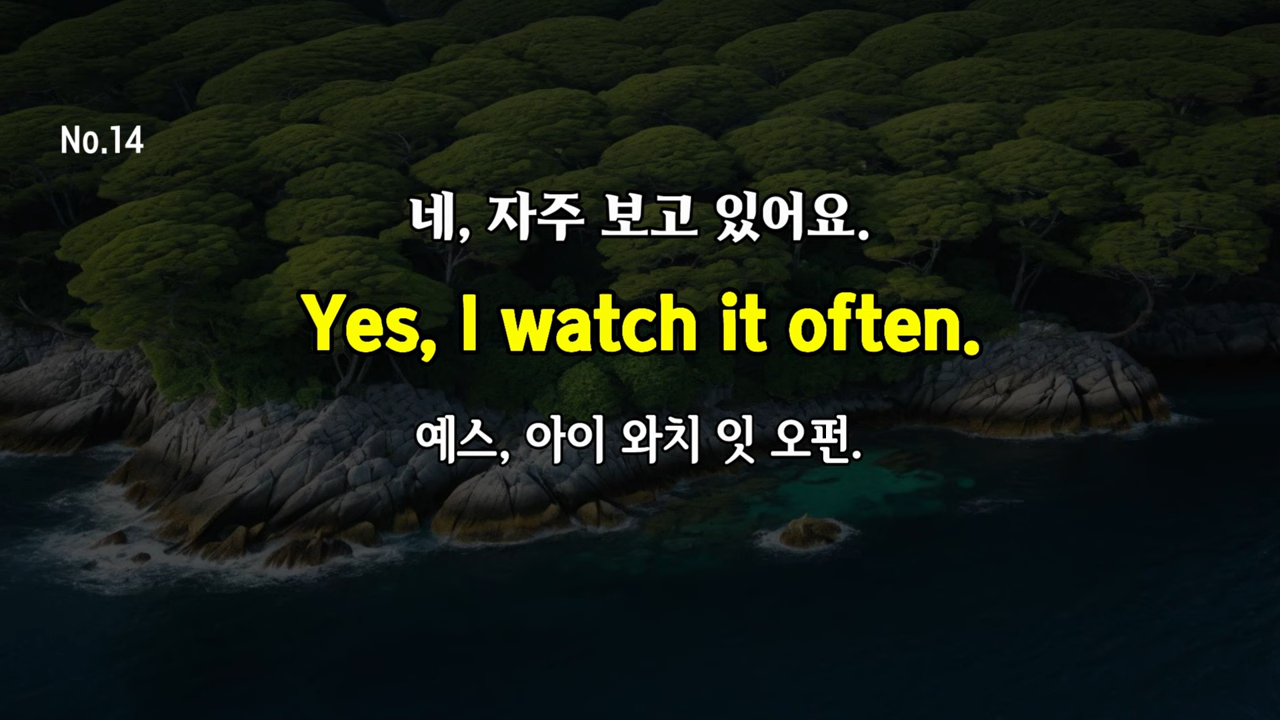 No.14
네, 자주 보고 있어요.
Yes, I watch it often.
예스, 아이 와치 잇 오펀.